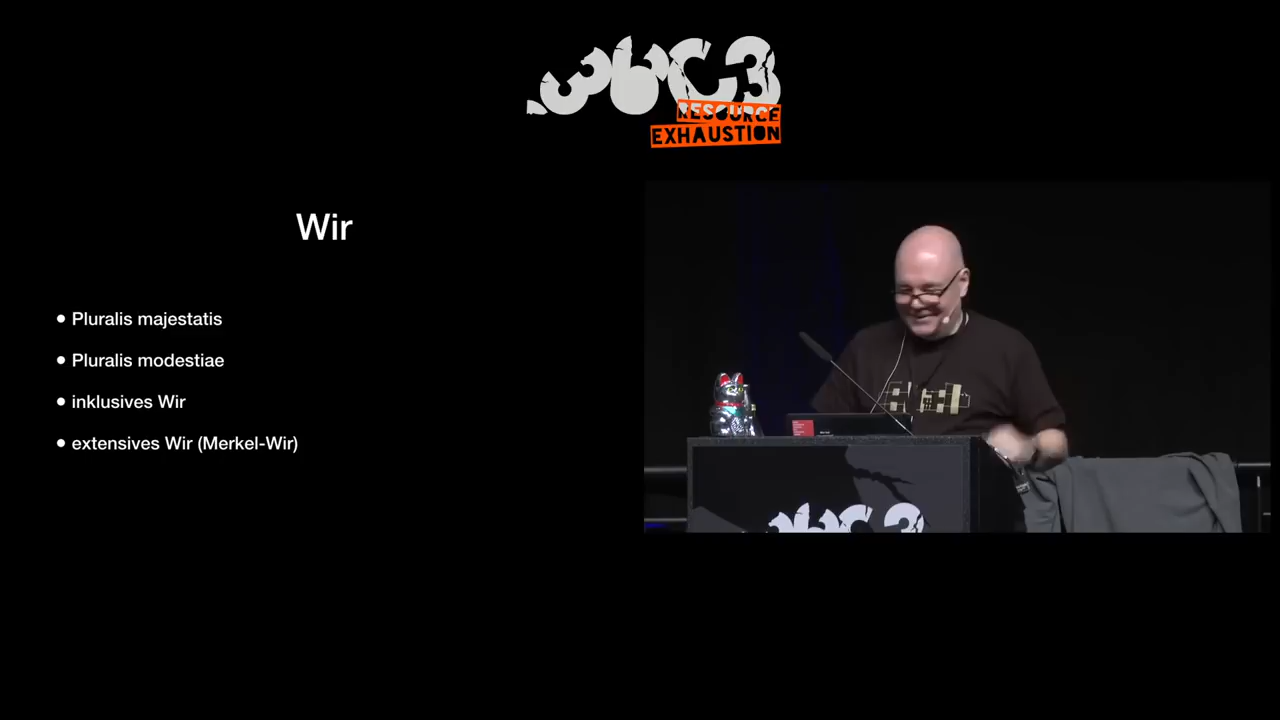 36C3
RESOURCE
EXHAUSTION
Wir
• Pluralis majestatis
• Pluralis modestiae
• inklusives Wir
• extensives Wir (Merkel-Wir)
36C3